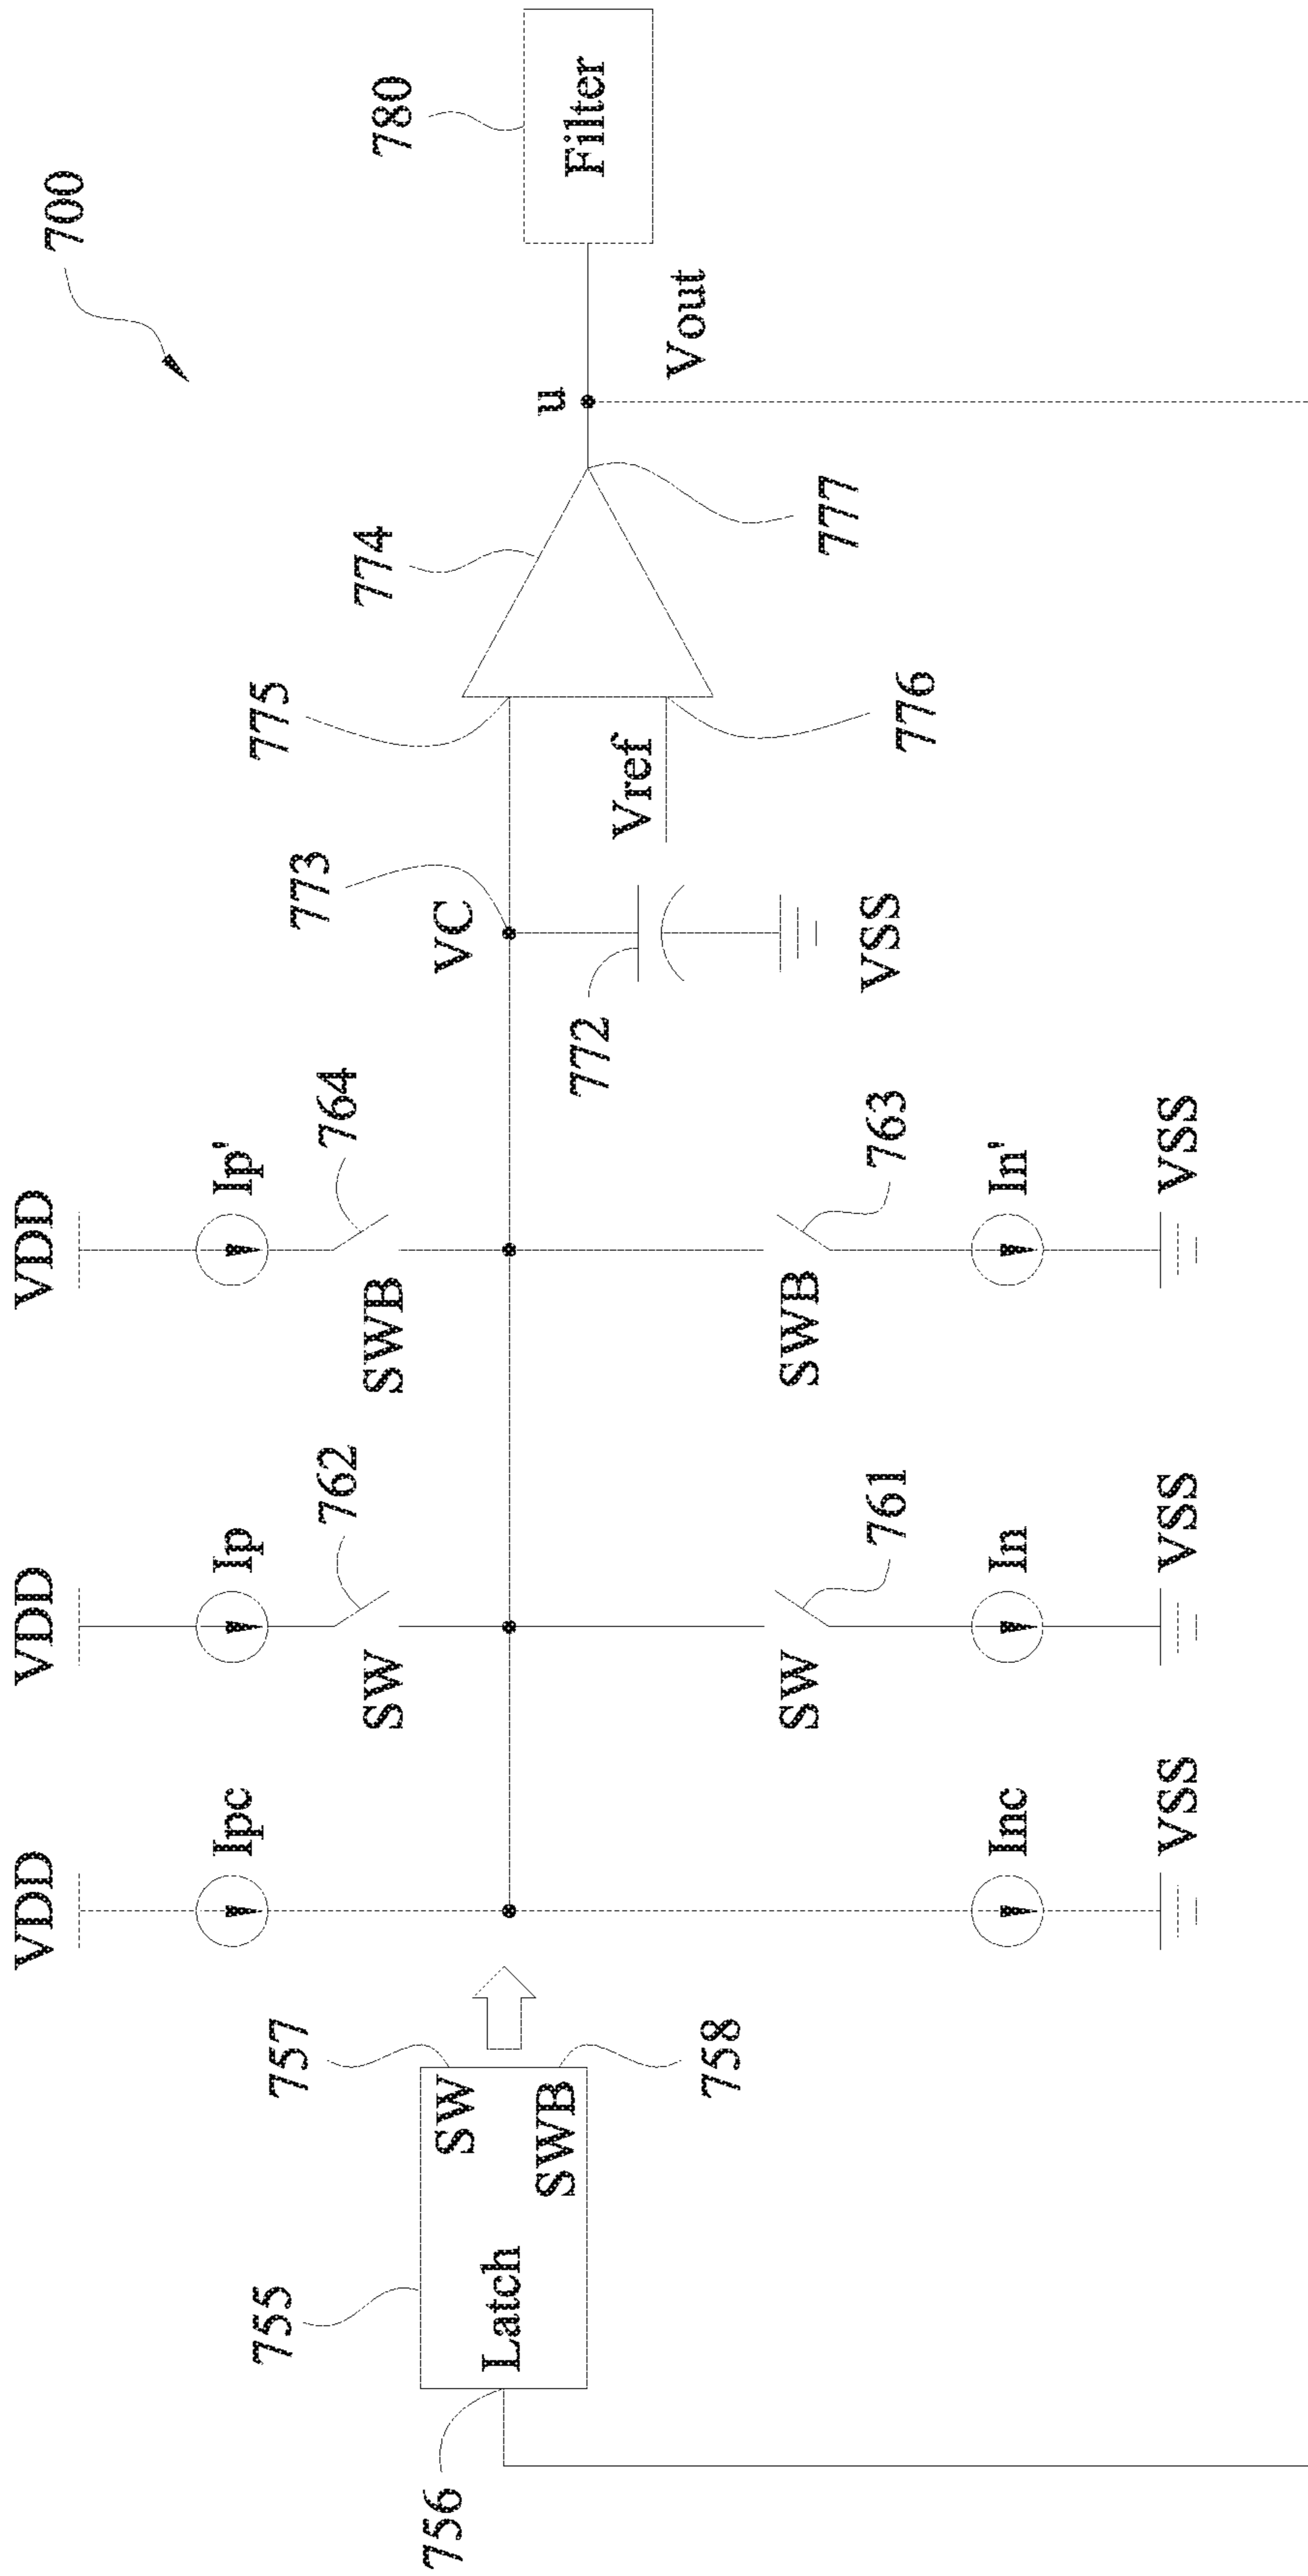 700
VDD
VDD
VDD
Ipc
Ip
Ip'
762
764
SW
SWB
755
757
Latch
SW
SWB
756
758
VC
773
775
774
780
u
Filter
Vout
772
Vref
776
777
VSS
SW
761
SWB
763
Inc
In
In'
VSS
VSS
VSS